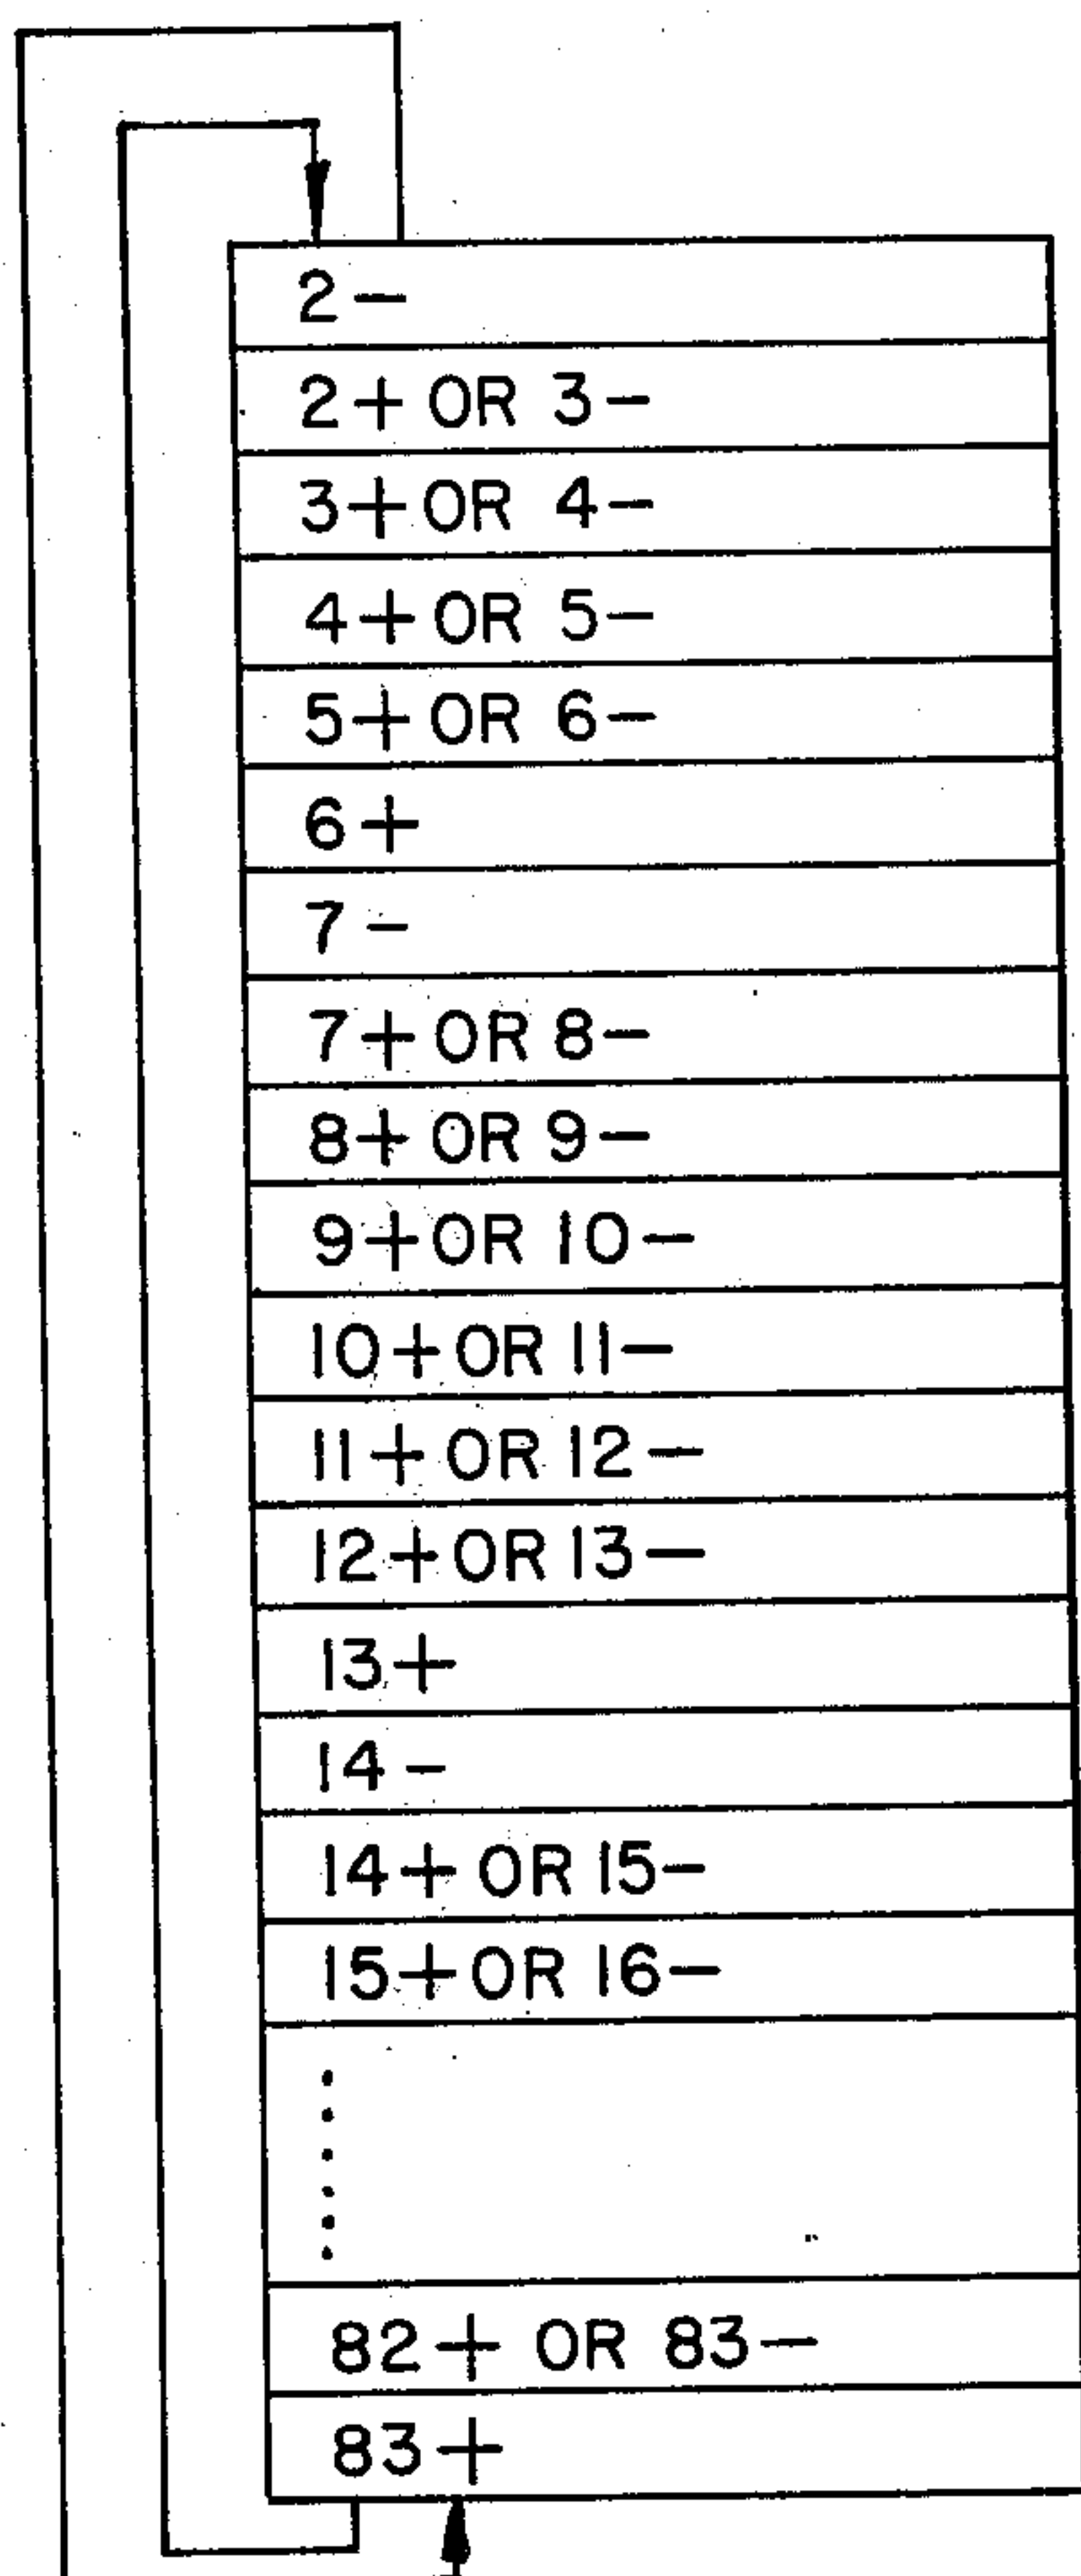 2-
2+ OR 3-
3+ OR 4-
4+ OR 5-
5+ OR 6-
6+
7-
7+ OR 8-
8+ OR 9-
9+ OR 10-
10+ OR 11-
11+ OR 12-
12+ OR 13-
13+
14-
14+ OR 15-
15+ OR 16-
82+ OR 83-
83+